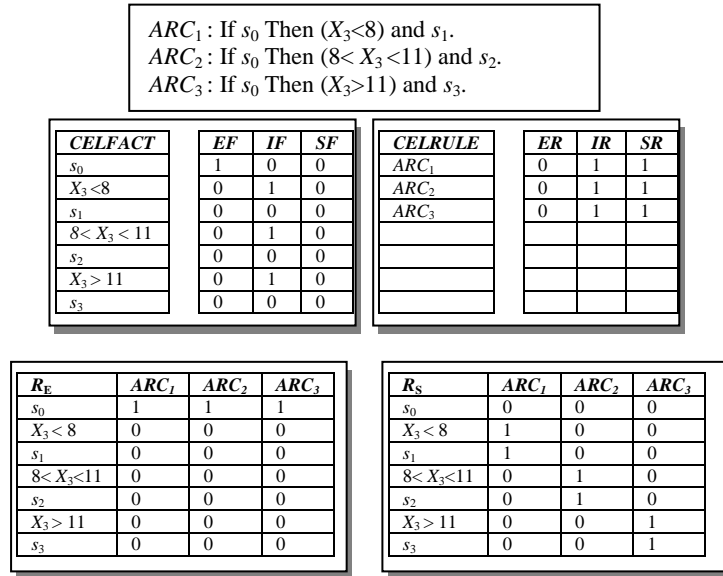 ARC₁ : If s₀ Then (X₃<8) and s₁.
ARC₂ : If s₀ Then (8< X₃ <11) and s₂.
ARC₃ : If s₀ Then (X₃>11) and s₃.
CELFACT EF IF SF
s₀ 1 0 0
X₃ <8 0 1 0
s₁ 0 0 0
8< X₃ < 11 0 1 0
s₂ 0 0 0
X₃ > 11 0 1 0
s₃ 0 0 0
CELRULE ER IR SR
ARC₁ 0 1 1
ARC₂ 0 1 1
ARC₃ 0 1 1
R_E ARC₁ ARC₂ ARC₃
s₀ 1 1 1
X₃ < 8 0 0 0
s₁ 0 0 0
8< X₃<11 0 0 0
s₂ 0 0 0
X₃ > 11 0 0 0
s₃ 0 0 0
R_S ARC₁ ARC₂ ARC₃
s₀ 0 0 0
X₃ < 8 1 0 0
s₁ 1 0 0
8< X₃<11 0 1 0
s₂ 0 1 0
X₃ > 11 0 0 1
s₃ 0 0 1